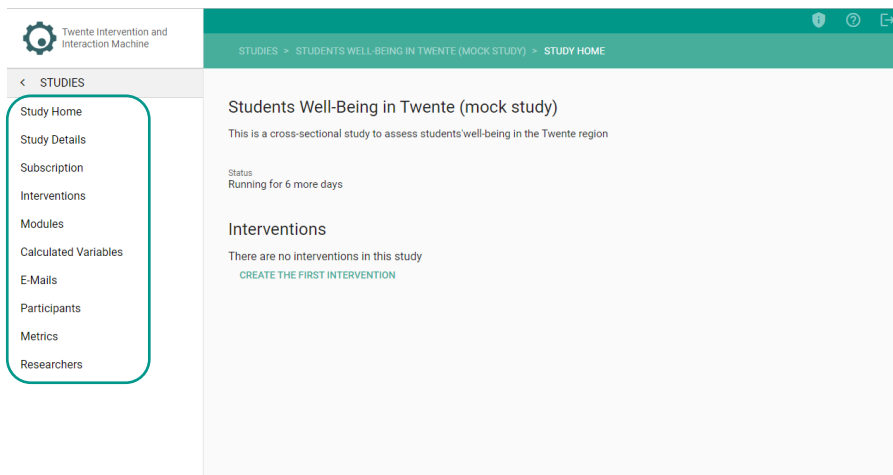 Twente Intervention and
Interaction Machine
STUDIES > STUDENTS WELL-BEING IN TWENTE (MOCK STUDY) > STUDY HOME
< STUDIES
Study Home
Study Details
Subscription
Interventions
Modules
Calculated Variables
E-Mails
Participants
Metrics
Researchers
Students Well-Being in Twente (mock study)
This is a cross-sectional study to assess students'well-being in the Twente region
Status
Running for 6 more days
Interventions
There are no interventions in this study
CREATE THE FIRST INTERVENTION